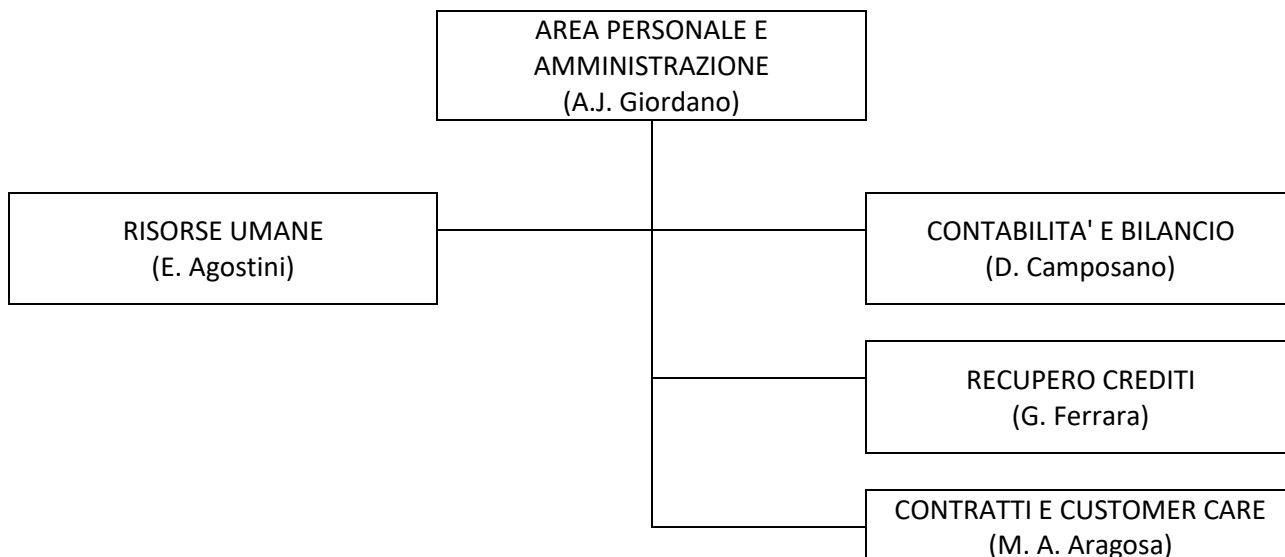 AREA PERSONALE E
AMMINISTRAZIONE
(A.J. Giordano)
RISORSE UMANE
(E. Agostini)
CONTABILITA' E BILANCIO
(D. Camposano)
RECUPERO CREDITI
(G. Ferrara)
CONTRATTI E CUSTOMER CARE
(M. A. Aragosa)